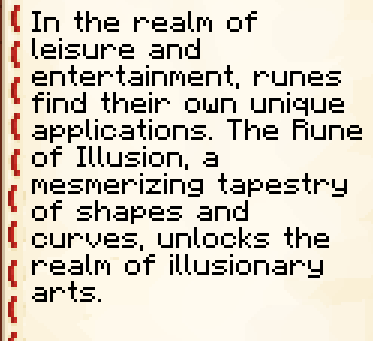 In the realm of
leisure and
entertainment, runes
find their own unique
applications. The Rune
of Illusion, a
mesmerizing tapestry
of shapes and
curves, unlocks the
realm of illusionary
arts.